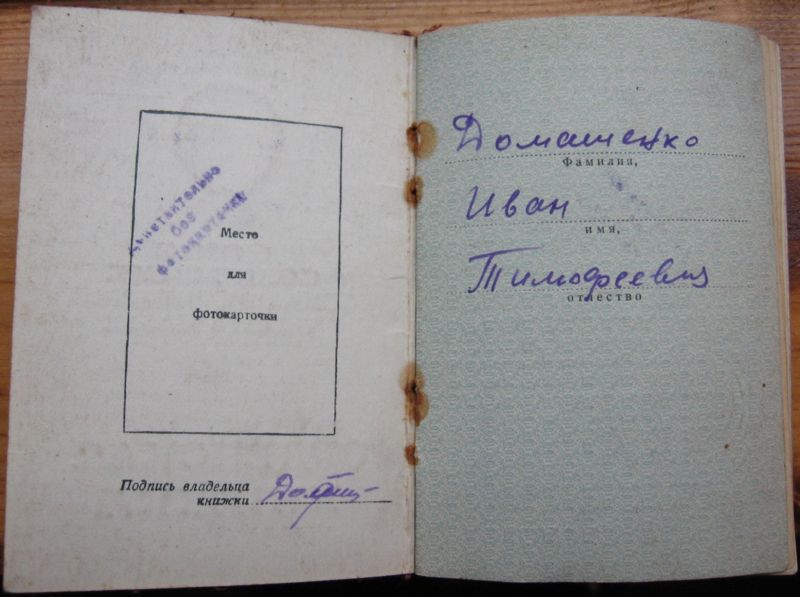 действительно
без
фотокарточки
Место
для
фотокарточки
Подпись владельца
книжки
Домашенко
Фамилия,
Иван
имя,
Тимофеевич
отчество